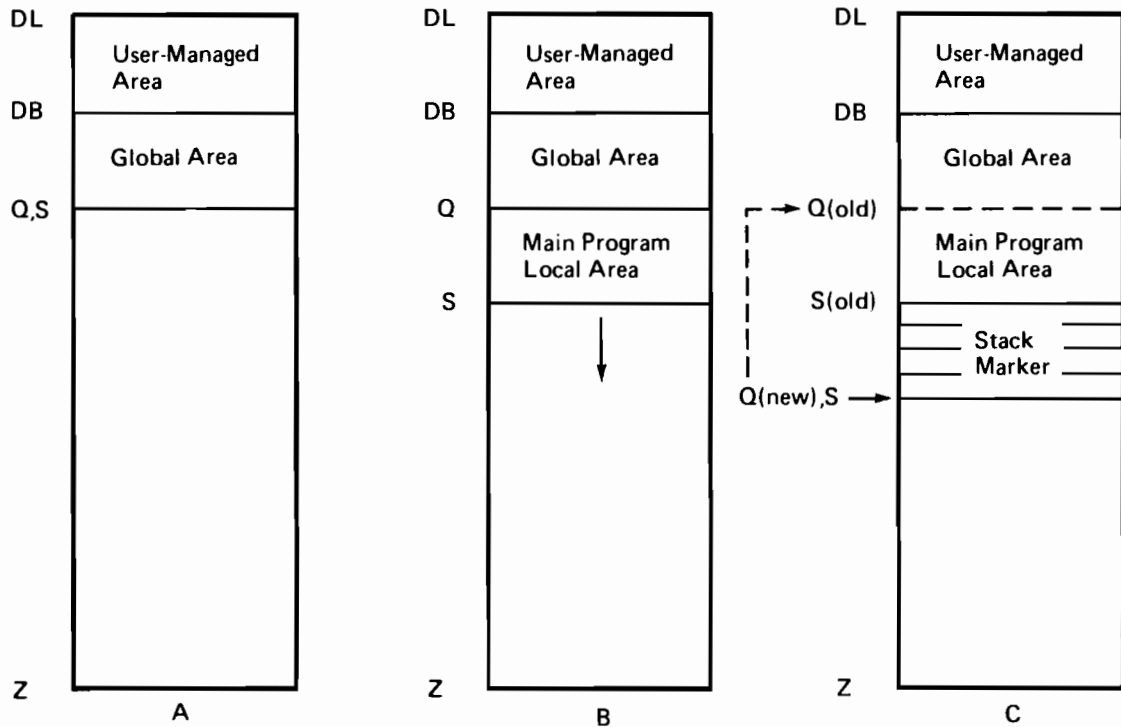 DL
User-Managed
Area
DB
Global Area
Q,S
Z
A
DL
User-Managed
Area
DB
Global Area
Q
Main Program
Local Area
S
Z
B
DL
User-Managed
Area
DB
Global Area
Q(old)
Main Program
Local Area
S(old)
Stack
Marker
Q(new),S
Z
C